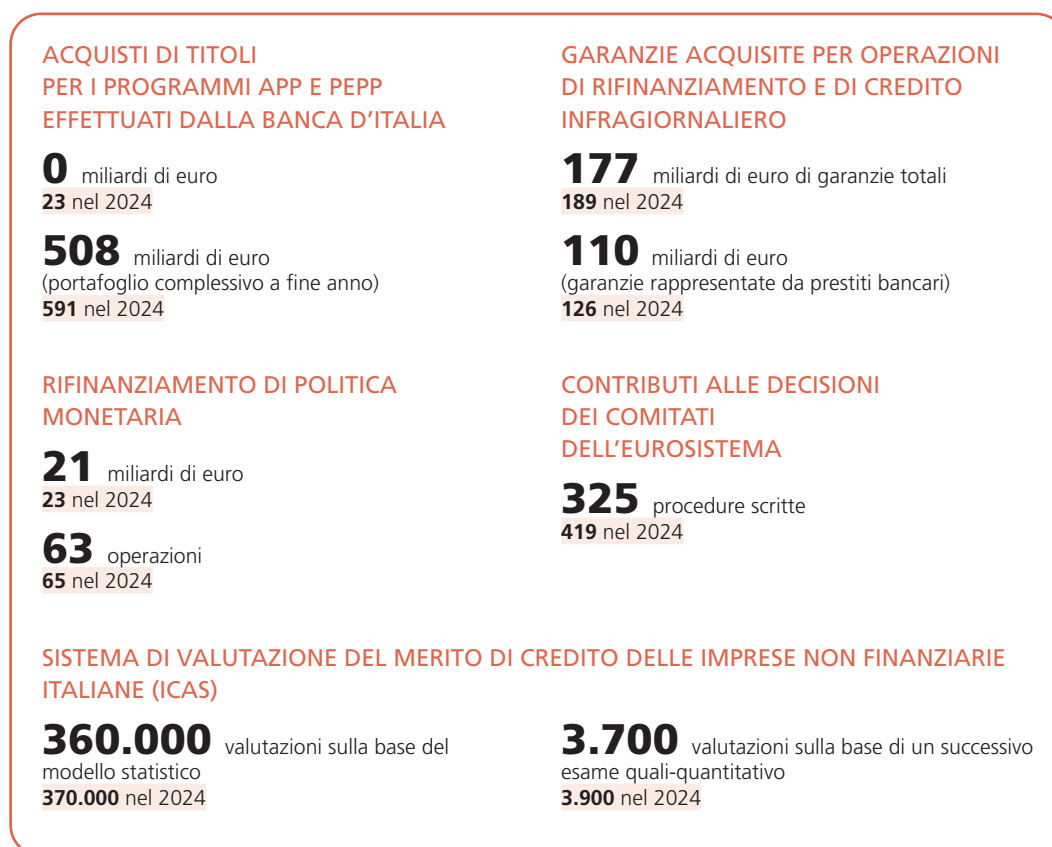 ACQUISTI DI TITOLI
PER I PROGRAMMI APP E PEPP
EFFETTUATI DALLA BANCA D'ITALIA
0 miliardi di euro
23 nel 2024
508 miliardi di euro
(portafoglio complessivo a fine anno)
591 nel 2024
GARANZIE ACQUISITE PER OPERAZIONI
DI RIFINANZIAMENTO E DI CREDITO
INFRAGIORNALIERO
177 miliardi di euro di garanzie totali
189 nel 2024
110 miliardi di euro
(garanzie rappresentate da prestiti bancari)
126 nel 2024
RIFINANZIAMENTO DI POLITICA
MONETARIA
21 miliardi di euro
23 nel 2024
63 operazioni
65 nel 2024
CONTRIBUTI ALLE DECISIONI
DEI COMITATI
DELL'EUROSISTEMA
325 procedure scritte
419 nel 2024
SISTEMA DI VALUTAZIONE DEL MERITO DI CREDITO DELLE IMPRESE NON FINANZIARIE
ITALIANE (ICAS)
360.000 valutazioni sulla base del
modello statistico
370.000 nel 2024
3.700 valutazioni sulla base di un successivo
esame quali-quantitativo
3.900 nel 2024